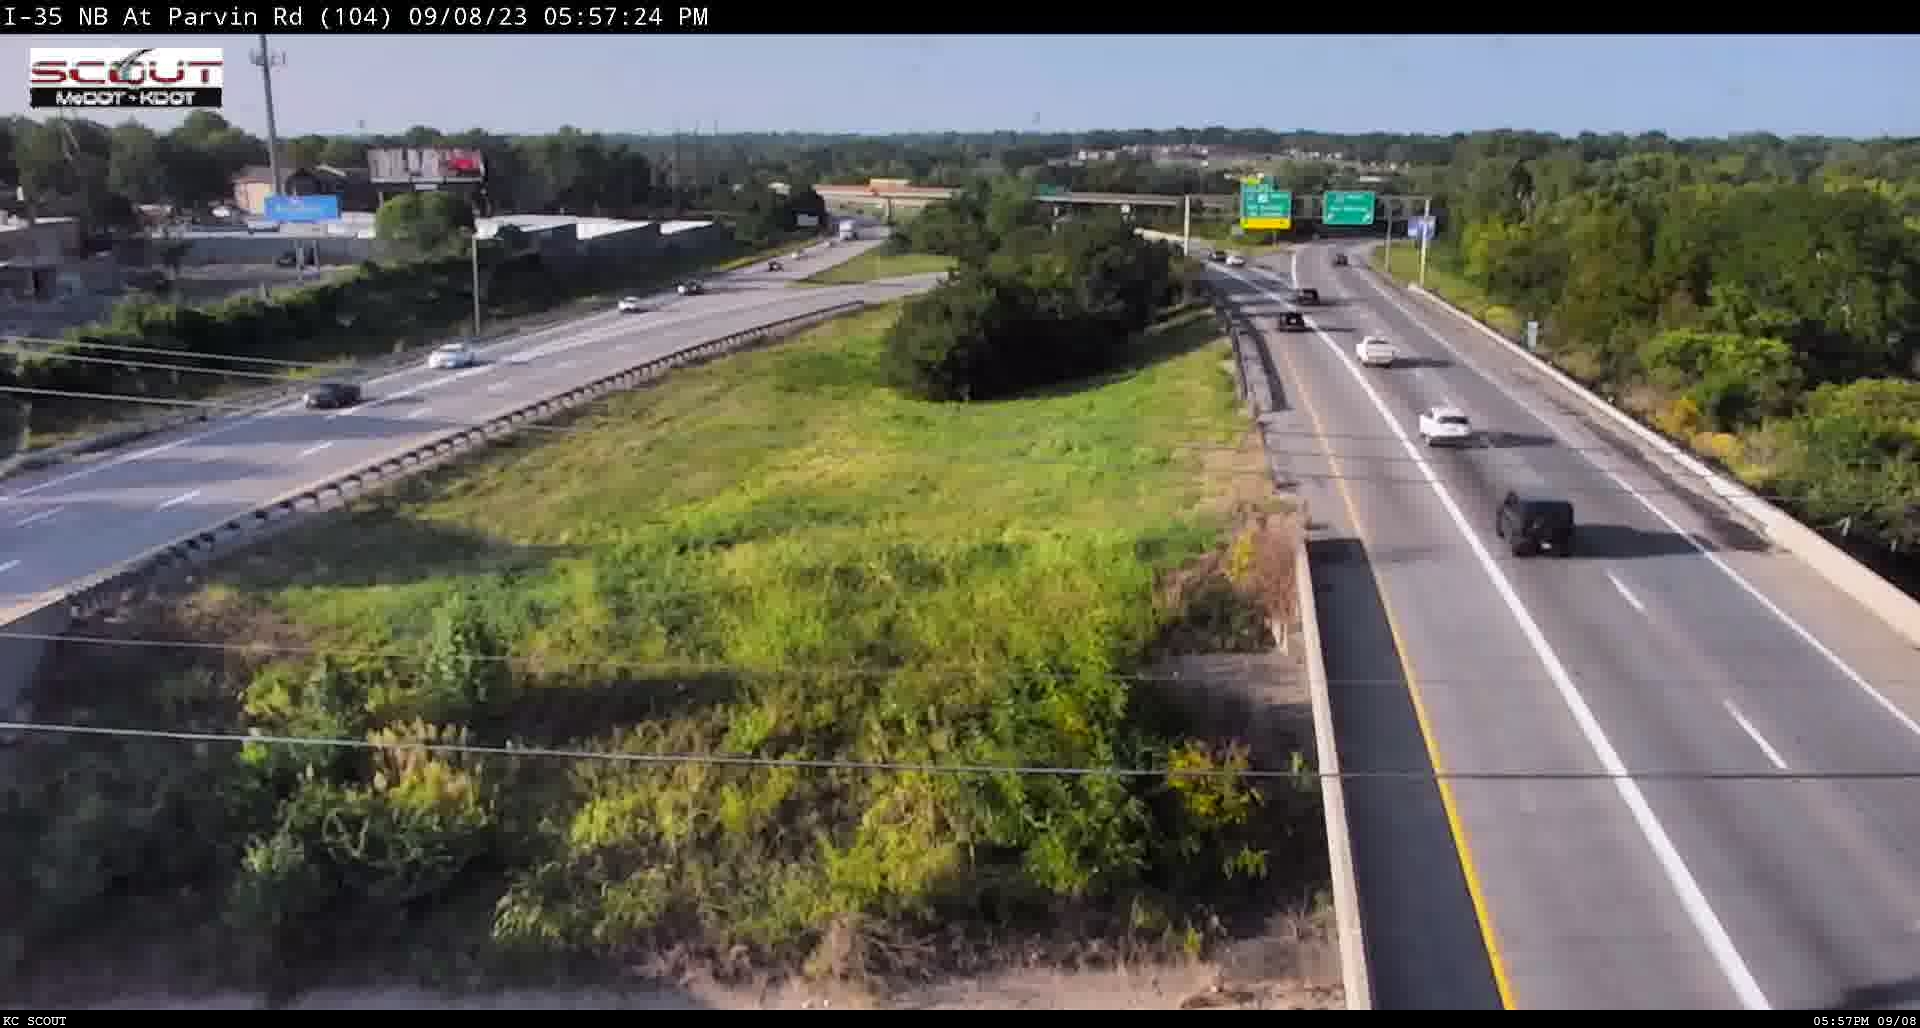 I-35 NB At Parvin Rd (104) 09/08/23 05:57:24 PM
SCOUT
MoDOT - KDOT
KC SCOUT
05:57PM 09/08